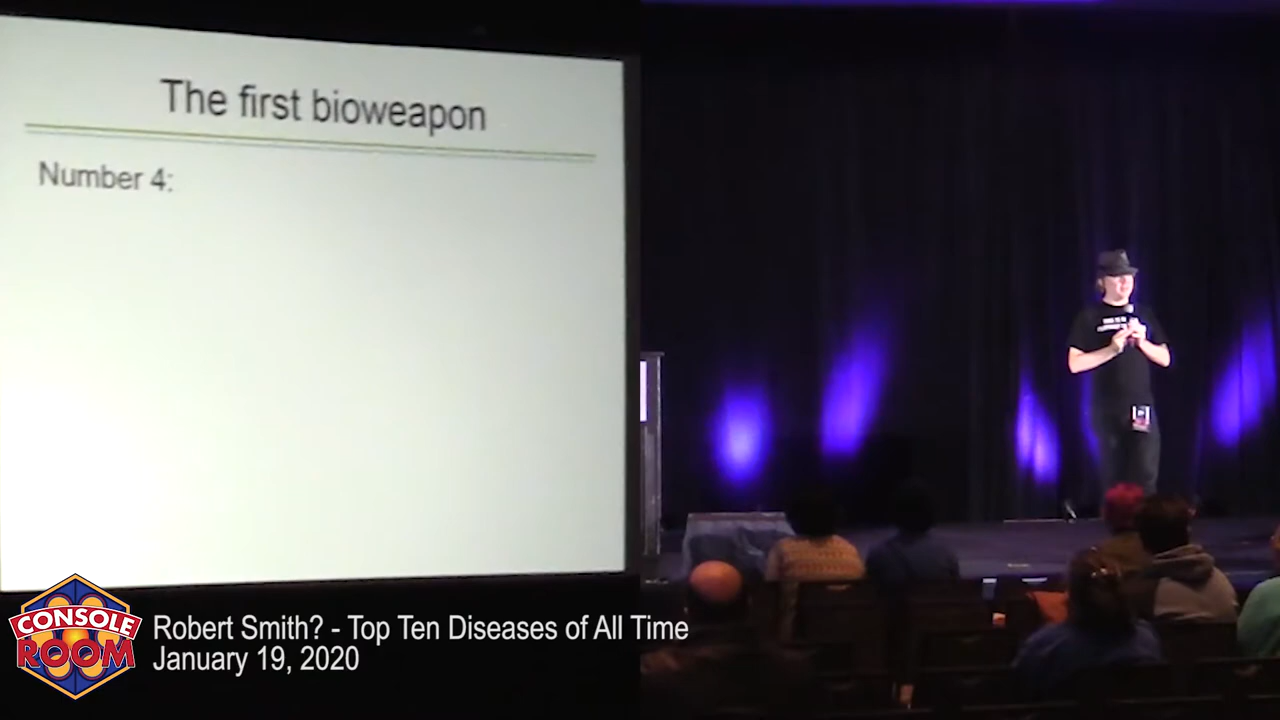 The first bioweapon
Number 4:
CONSOLE
ROOM
Robert Smith? - Top Ten Diseases of All Time
January 19, 2020